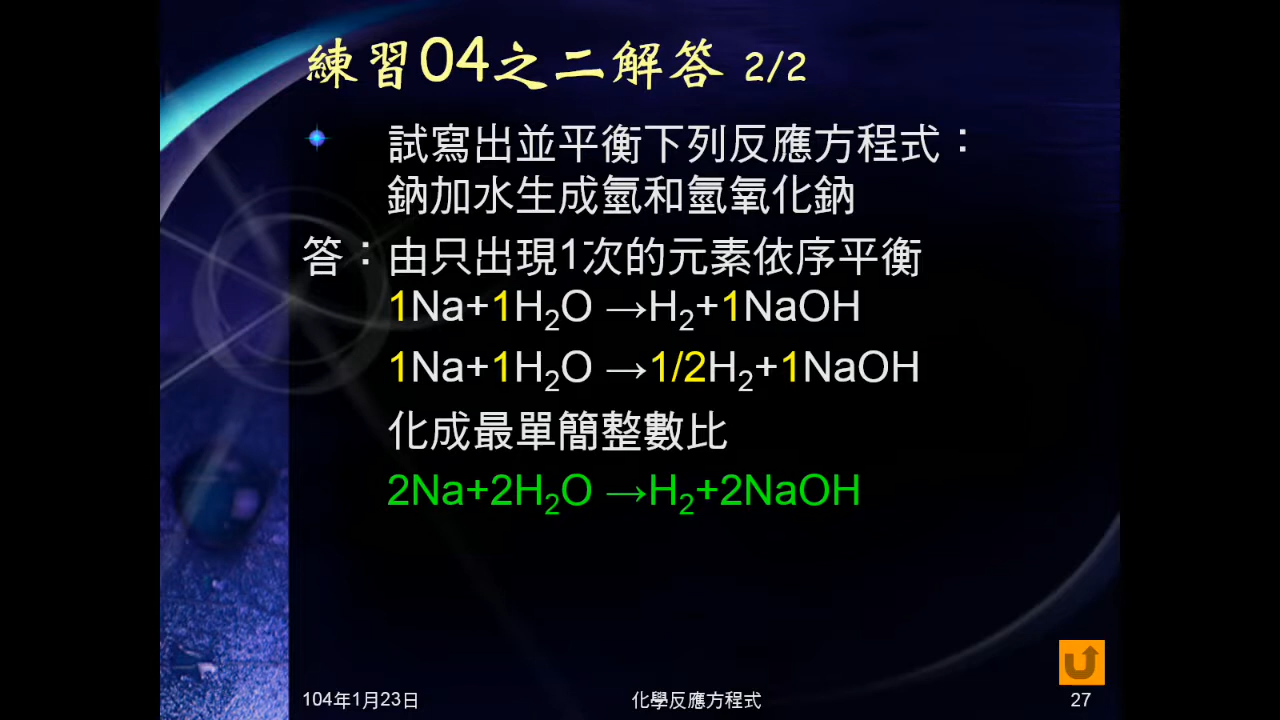 練習04之二解答 2/2
試寫出並平衡下列反應方程式：
鈉加水生成氫和氫氧化鈉
答：由只出現1次的元素依序平衡
1Na+1H₂O →H₂+1NaOH
1Na+1H₂O →1/2H₂+1NaOH
化成最單簡整數比
2Na+2H₂O →H₂+2NaOH
104年1月23日
化學反應方程式
27